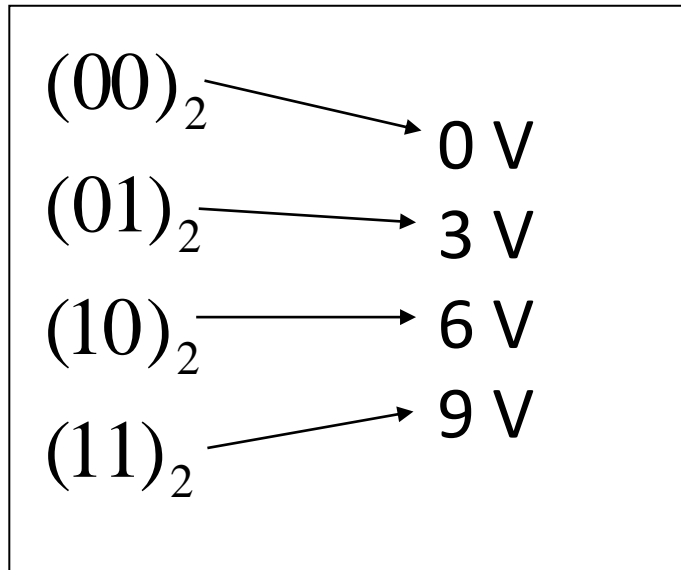 (00)₂
0 V
(01)₂
3 V
(10)₂
6 V
(11)₂
9 V